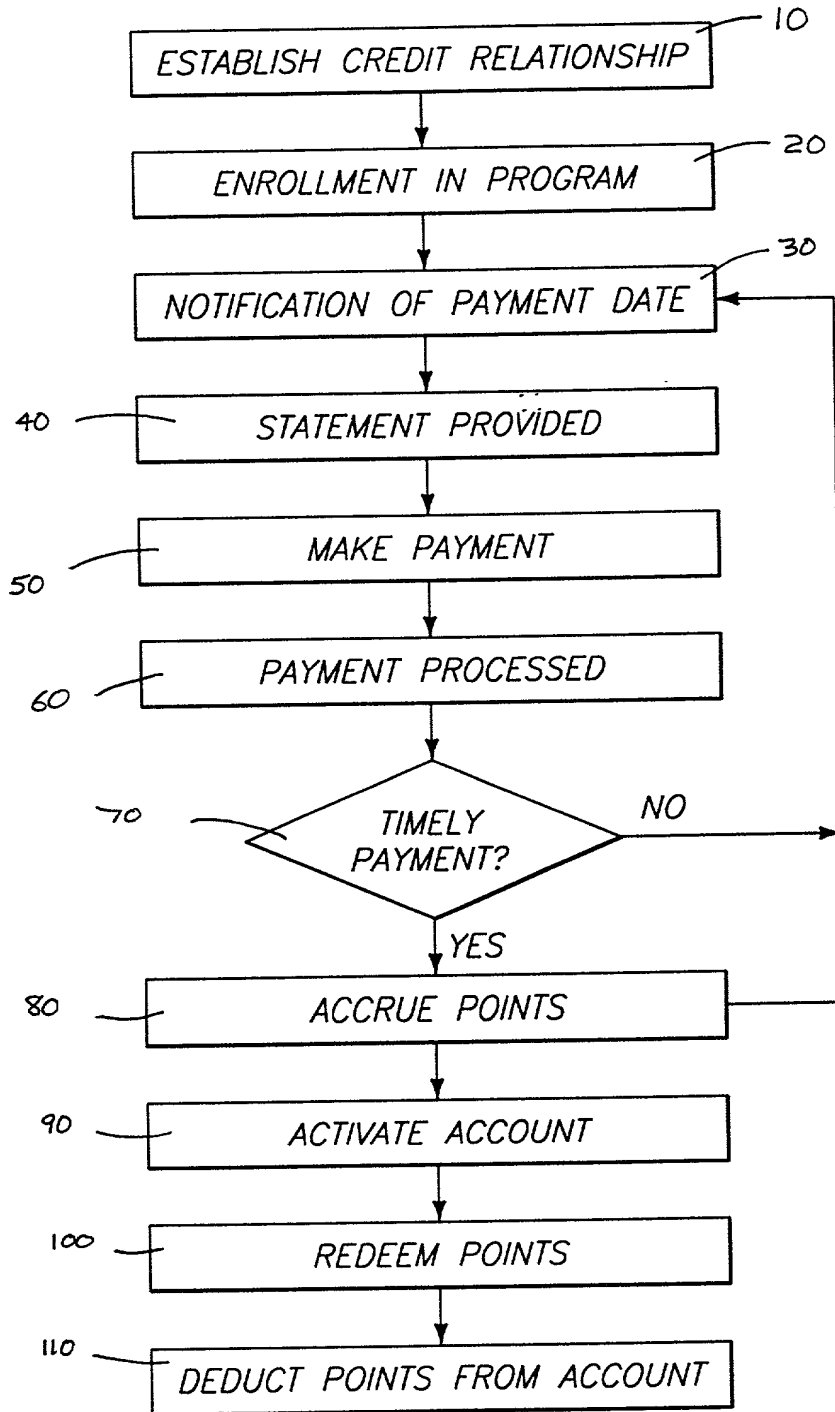 10
ESTABLISH CREDIT RELATIONSHIP
20
ENROLLMENT IN PROGRAM
30
NOTIFICATION OF PAYMENT DATE
40
STATEMENT PROVIDED
50
MAKE PAYMENT
60
PAYMENT PROCESSED
70
TIMELY
PAYMENT?
NO
YES
80
ACCRUE POINTS
90
ACTIVATE ACCOUNT
100
REDEEM POINTS
110
DEDUCT POINTS FROM ACCOUNT